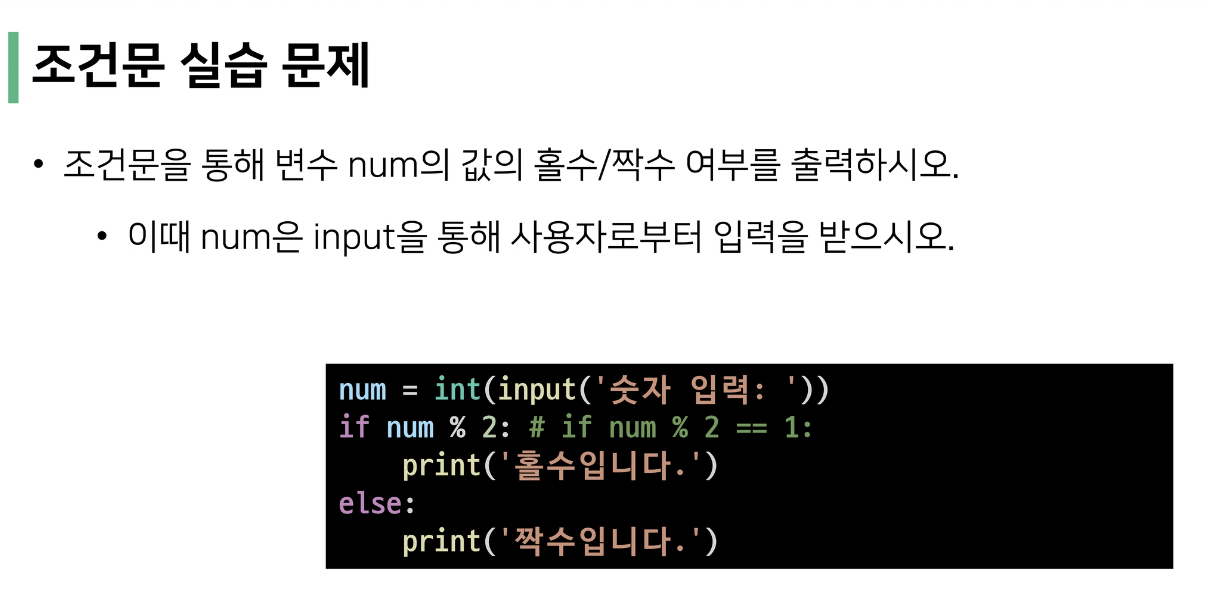 조건문 실습 문제
• 조건문을 통해 변수 num의 값의 홀수/짝수 여부를 출력하시오.
• 이때 num은 input을 통해 사용자로부터 입력을 받으시오.
num = int(input('숫자 입력: '))
if num % 2: # if num % 2 == 1:
    print('홀수입니다.')
else:
    print('짝수입니다.')